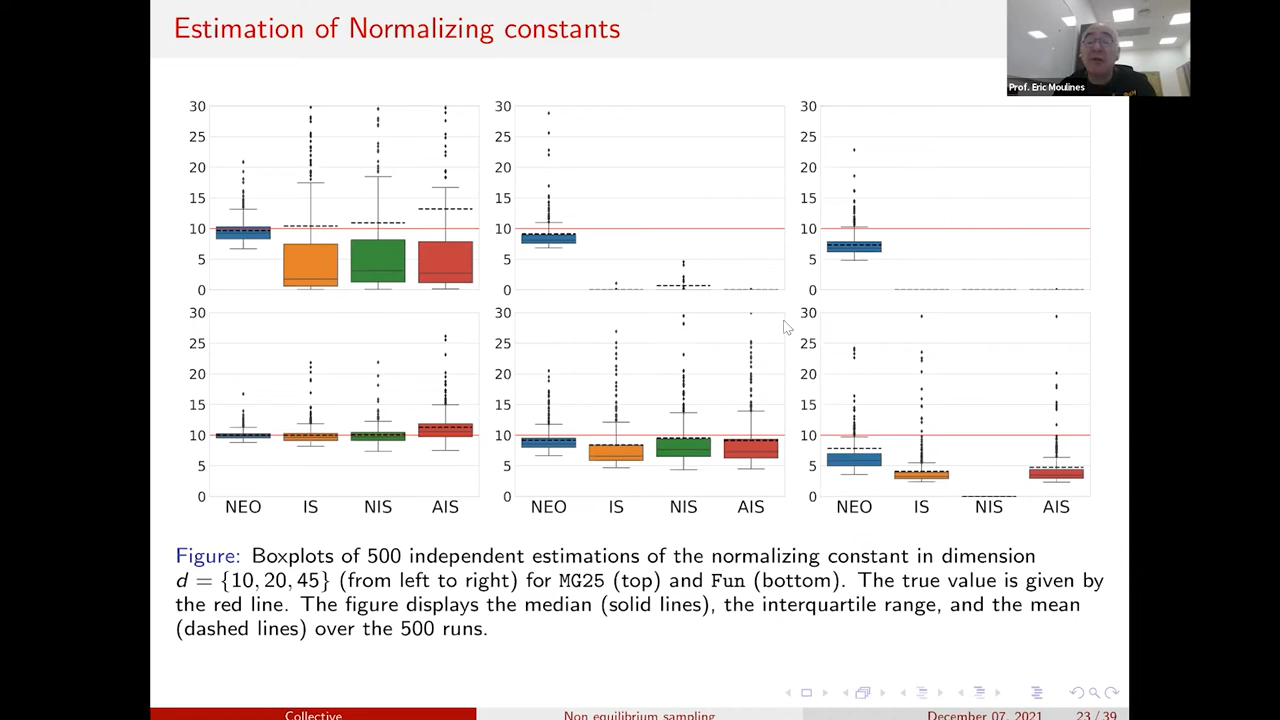 Estimation of Normalizing constants
Prof. Eric Moulines
30 30 30
25 25 25
20 20 20
15 15 15
10 10 10
5 5 5
0 0 0
30 30 30
25 25 25
20 20 20
15 15 15
10 10 10
5 5 5
0 0 0
NEO IS NIS AIS NEO IS NIS AIS NEO IS NIS AIS
Figure: Boxplots of 500 independent estimations of the normalizing constant in dimension
d = {10, 20, 45} (from left to right) for MG25 (top) and Fun (bottom). The true value is given by
the red line. The figure displays the median (solid lines), the interquartile range, and the mean
(dashed lines) over the 500 runs.
Collective Non equilibrium sampling December 07, 2021 23 / 39